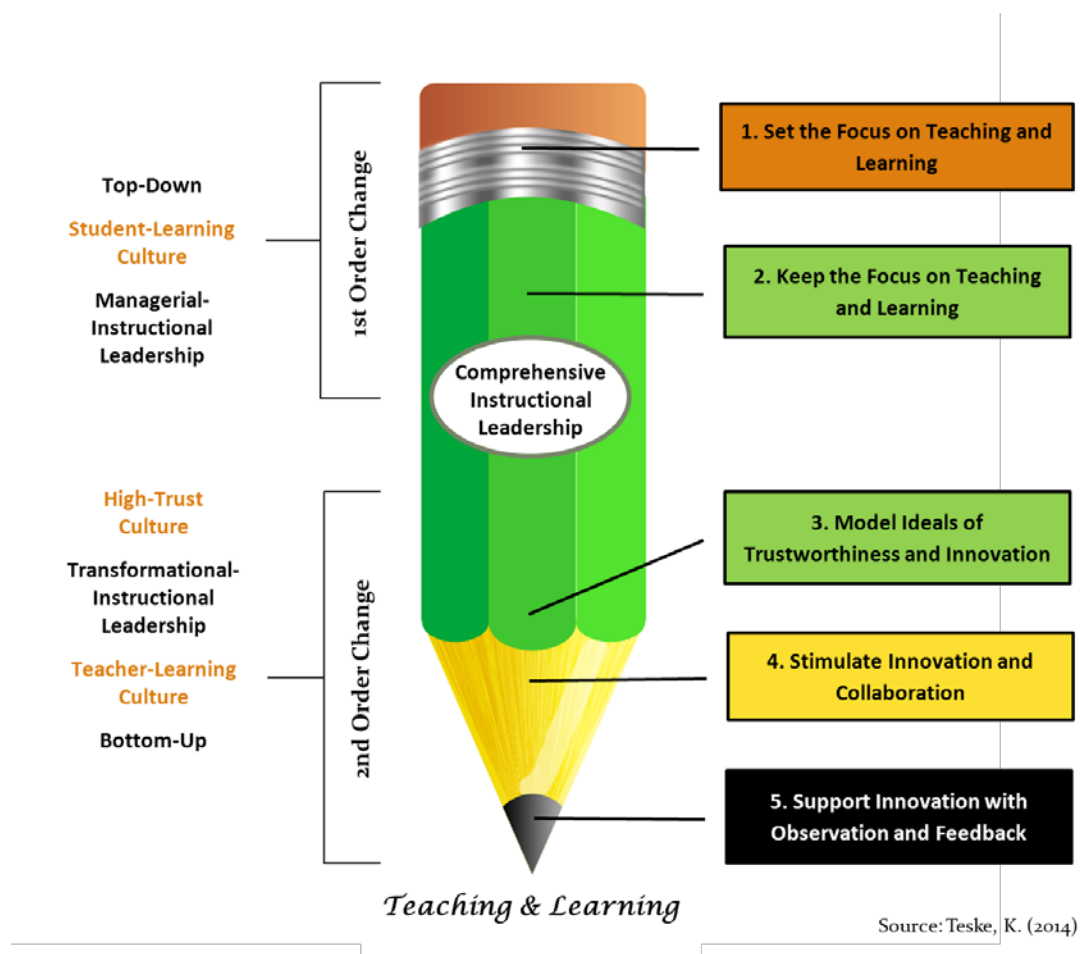 Top-Down
Student-Learning
Culture
Managerial-
Instructional
Leadership
1st Order Change
1. Set the Focus on Teaching and
Learning
2. Keep the Focus on Teaching
and Learning
Comprehensive
Instructional
Leadership
High-Trust
Culture
Transformational-
Instructional
Leadership
Teacher-Learning
Culture
Bottom-Up
2nd Order Change
3. Model Ideals of
Trustworthiness and Innovation
4. Stimulate Innovation and
Collaboration
5. Support Innovation with
Observation and Feedback
Teaching & Learning
Source: Teske, K. (2014)